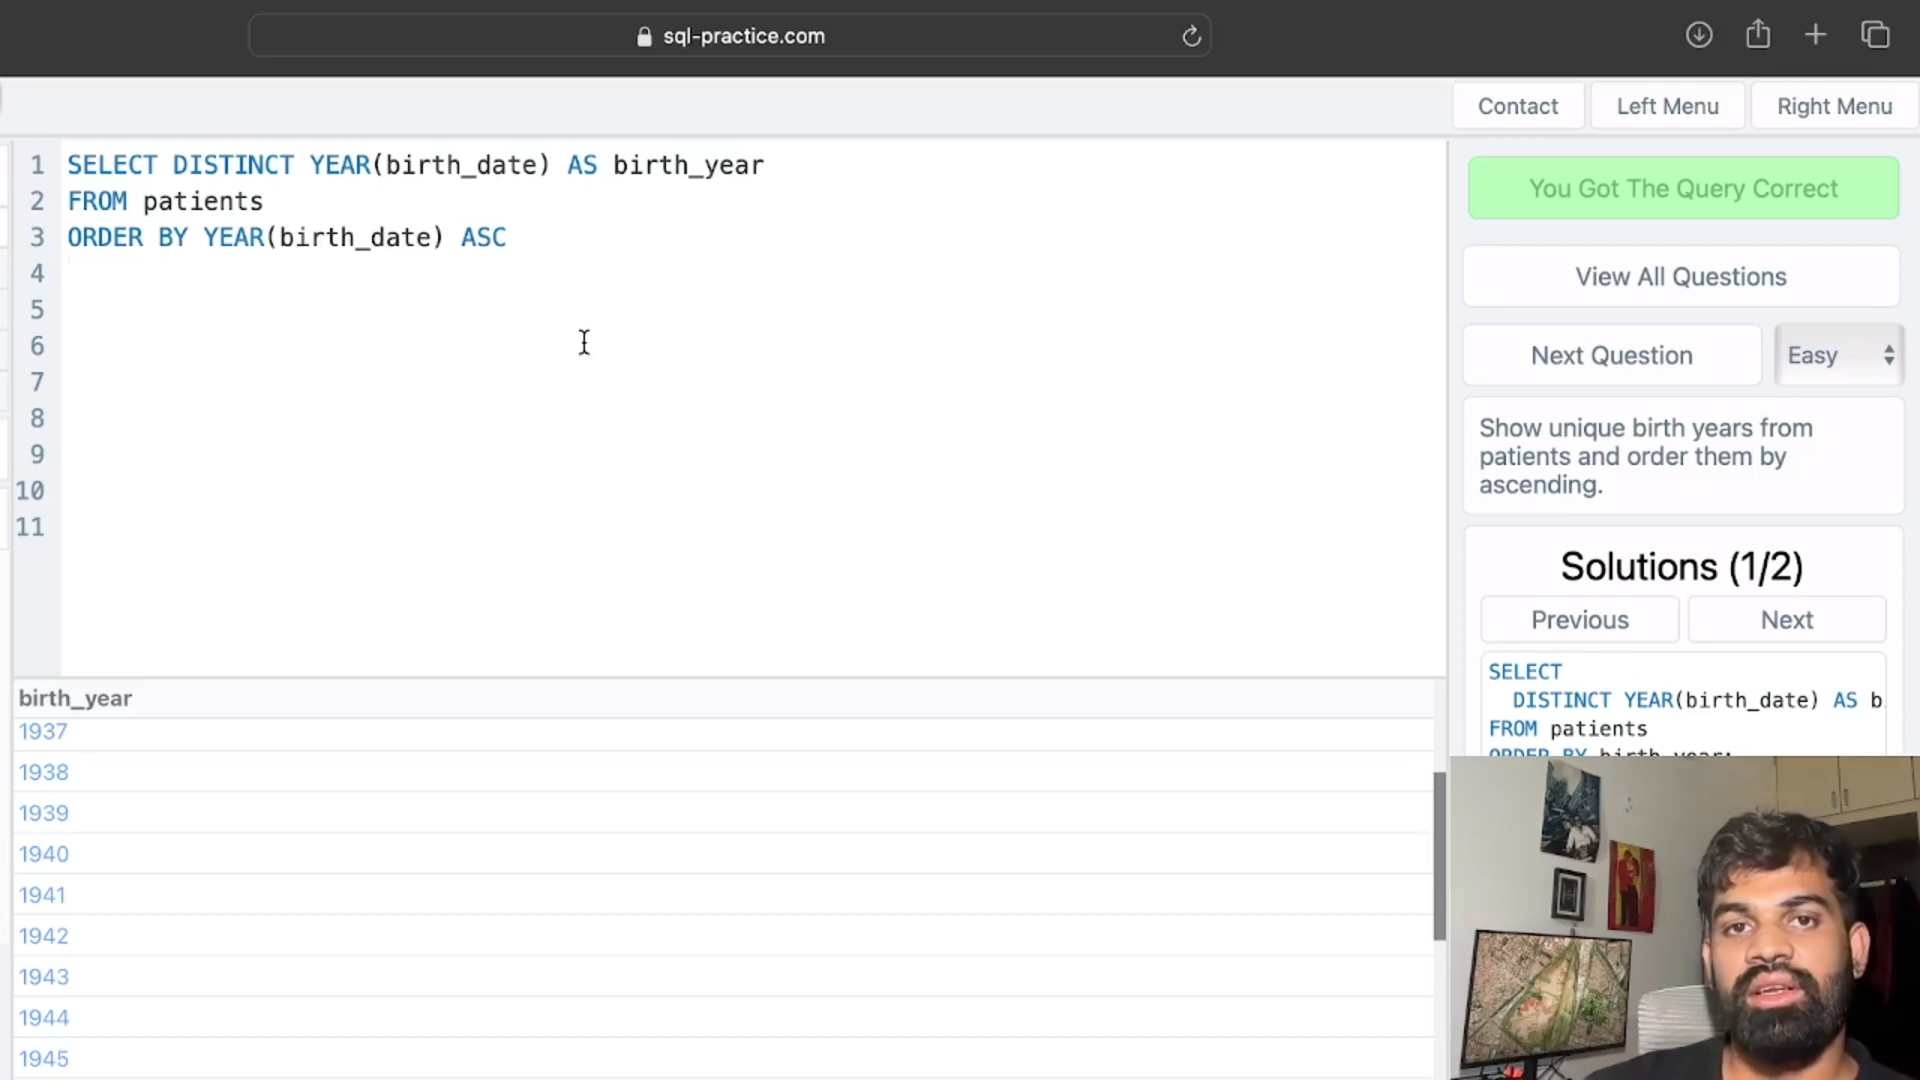 sql-practice.com
Contact
Left Menu
Right Menu
1 SELECT DISTINCT YEAR(birth_date) AS birth_year
2 FROM patients
3 ORDER BY YEAR(birth_date) ASC
4
5
6
7
8
9
10
11
You Got The Query Correct
View All Questions
Next Question
Easy
Show unique birth years from
patients and order them by
ascending.
Solutions (1/2)
Previous
Next
SELECT
DISTINCT YEAR(birth_date) AS b
FROM patients
ORDER BY birth_year;
birth_year
1937
1938
1939
1940
1941
1942
1943
1944
1945